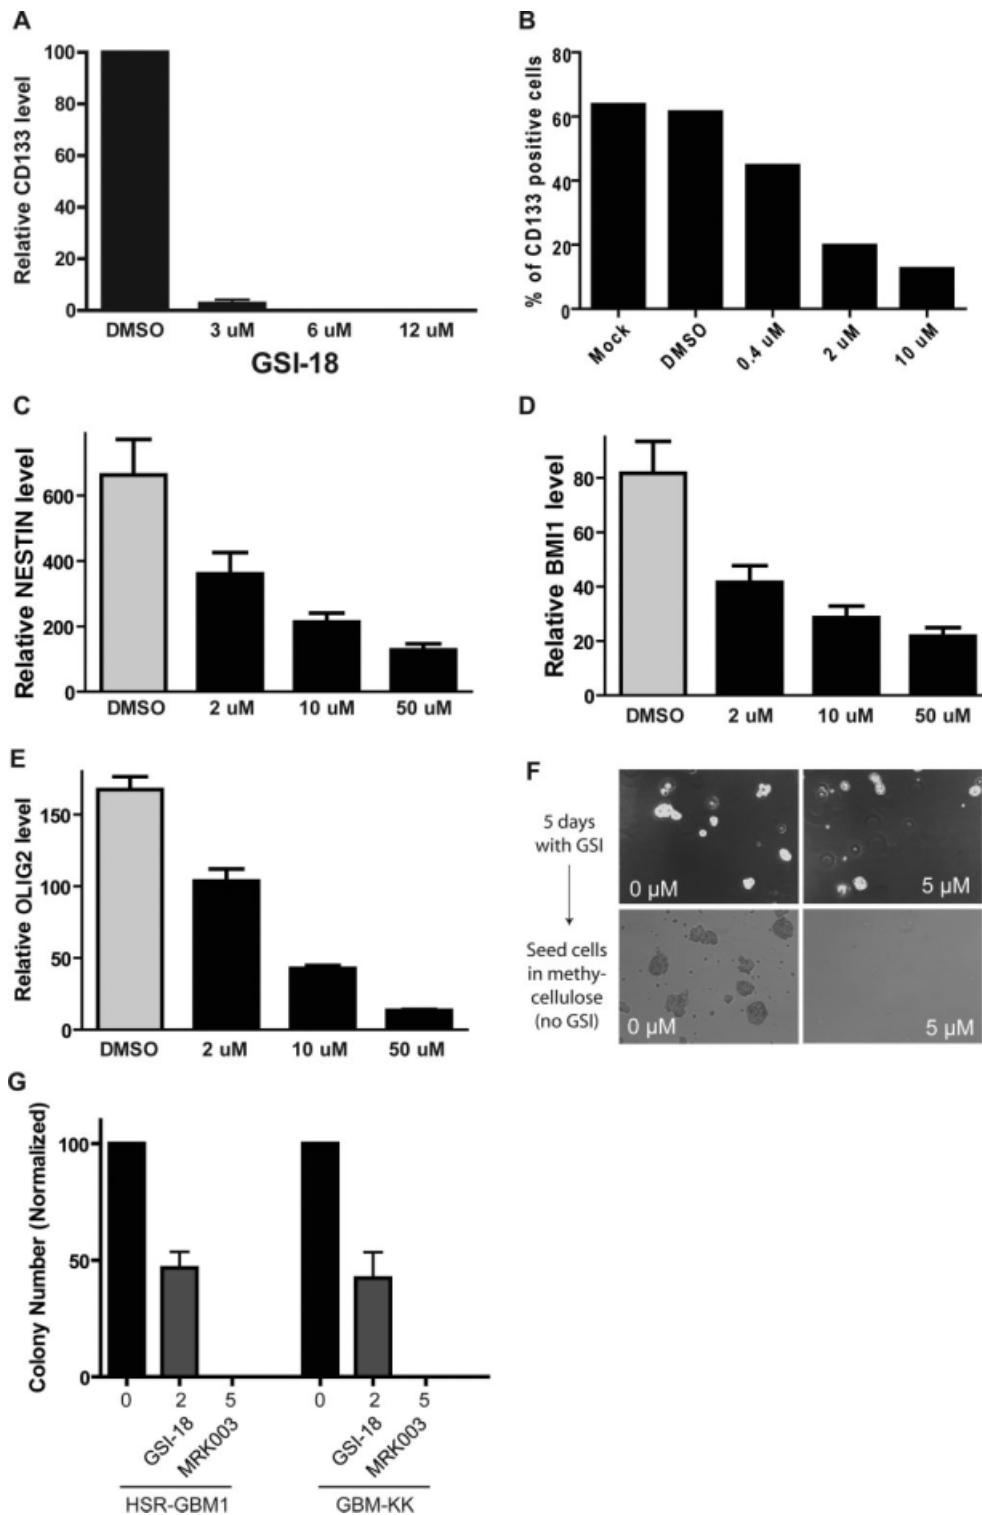 A
Relative CD133 level
100
80
60
40
20
0
DMSO 3 uM 6 uM 12 uM
GSI-18
B
% of CD133 positive cells
80
60
40
20
0
Mock DMSO 0.4 uM 2 uM 10 uM
C
Relative NESTIN level
600
400
200
0
DMSO 2 uM 10 uM 50 uM
D
Relative BMI1 level
80
60
40
20
0
DMSO 2 uM 10 uM 50 uM
E
Relative OLIG2 level
150
100
50
0
DMSO 2 uM 10 uM 50 uM
F
5 days
with GSI
Seed cells
in methy-
cellulose
(no GSI)
0 µM
5 µM
0 µM
5 µM
G
Colony Number (Normalized)
100
50
0
0 2 5 0 2 5
GSI-18 MRK003 GSI-18 MRK003
HSR-GBM1 GBM-KK